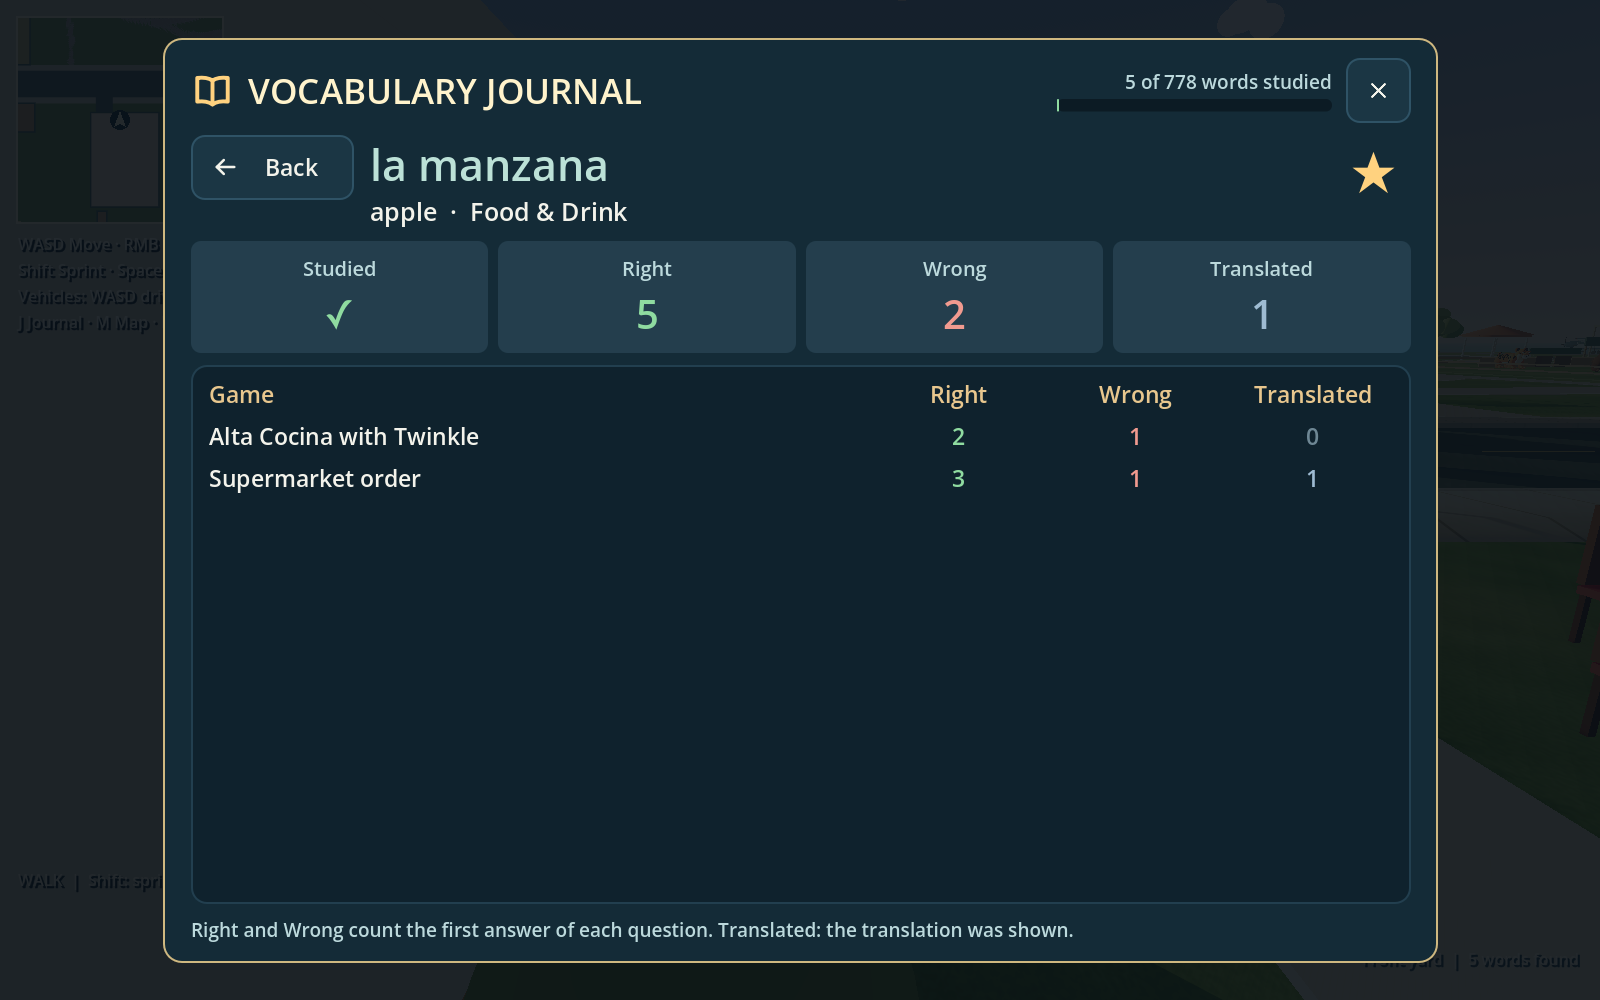 VOCABULARY JOURNAL
5 of 778 words studied
Back
la manzana
apple · Food & Drink
Studied
Right
Wrong
Translated
✓
5
2
1
Game Right Wrong Translated
Alta Cocina with Twinkle 2 1 0
Supermarket order 3 1 1
Right and Wrong count the first answer of each question. Translated: the translation was shown.
WASD Move · RMB
Shift Sprint · Space
Vehicles: WASD
J Journal · M Map ·
WALK | Shift:
yard | 5 words found